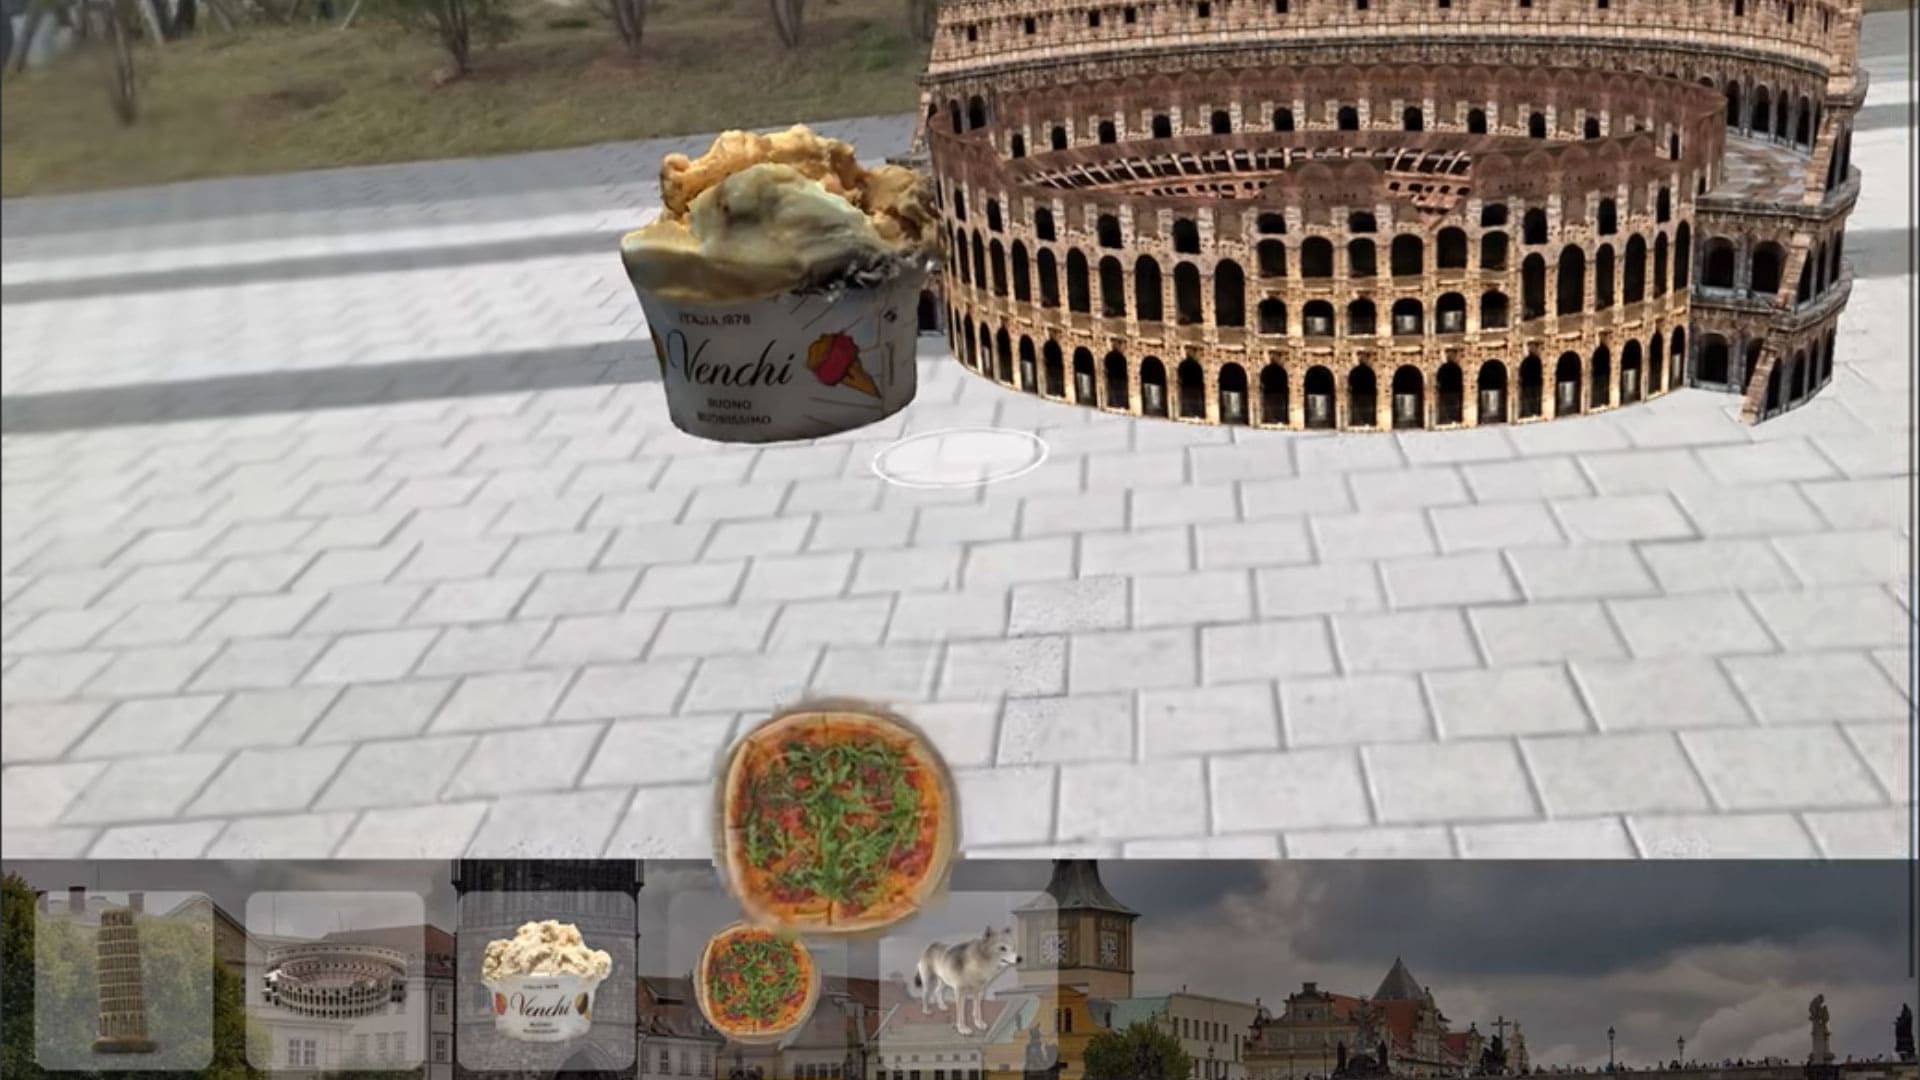 ITALIA 1878
Venchi
BUONO
BUONISSIMO
Venchi